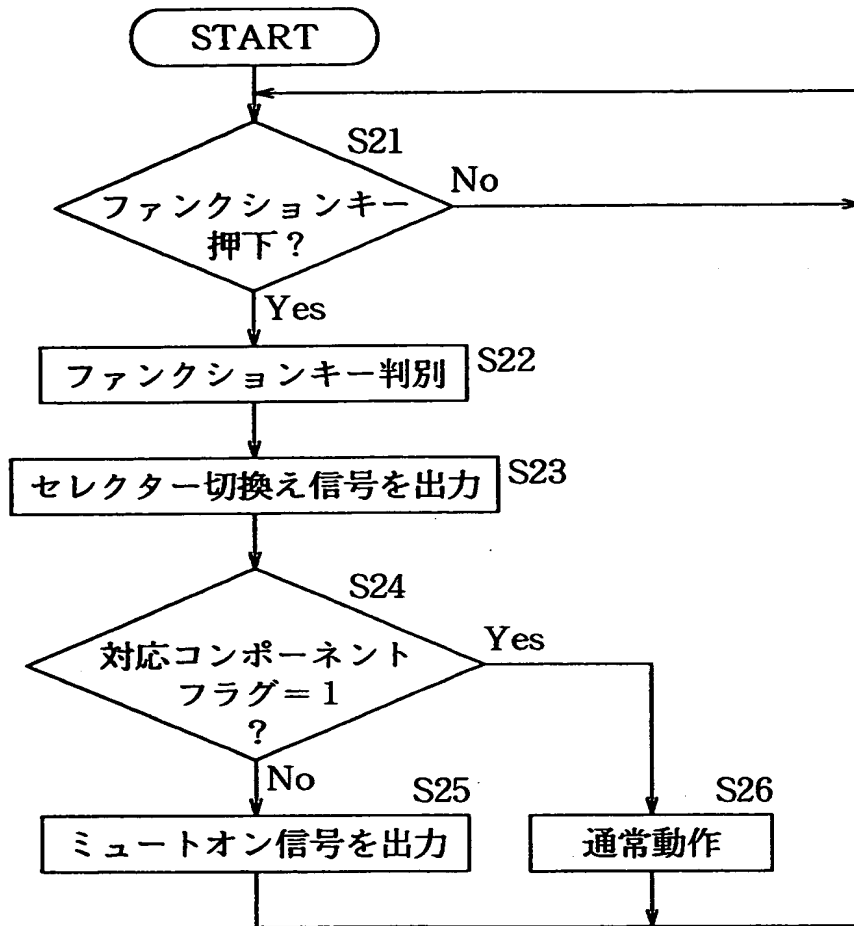 START
S21
ファンクションキー
押下？
No
Yes
ファンクションキー判別
S22
セレクター切換え信号を出力
S23
S24
対応コンポーネント
フラグ＝1
？
Yes
No
S25
ミュートオン信号を出力
S26
通常動作